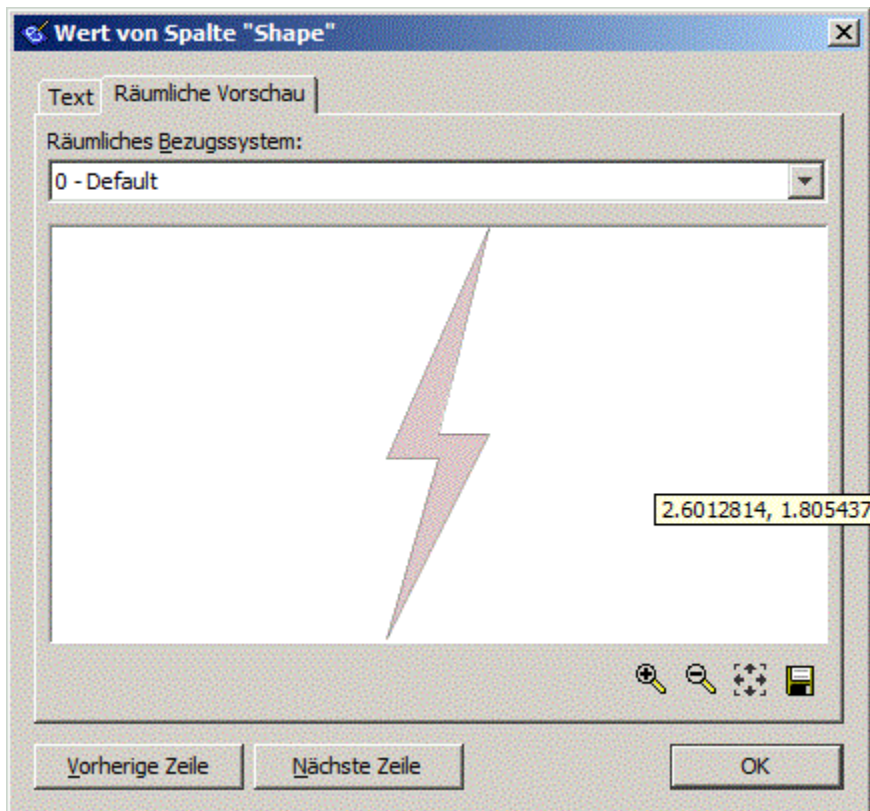 Wert von Spalte "Shape"
Text
Räumliche Vorschau
Räumliches Bezugssystem:
0 - Default
2.6012814, 1.805437
Vorherige Zeile
Nächste Zeile
OK